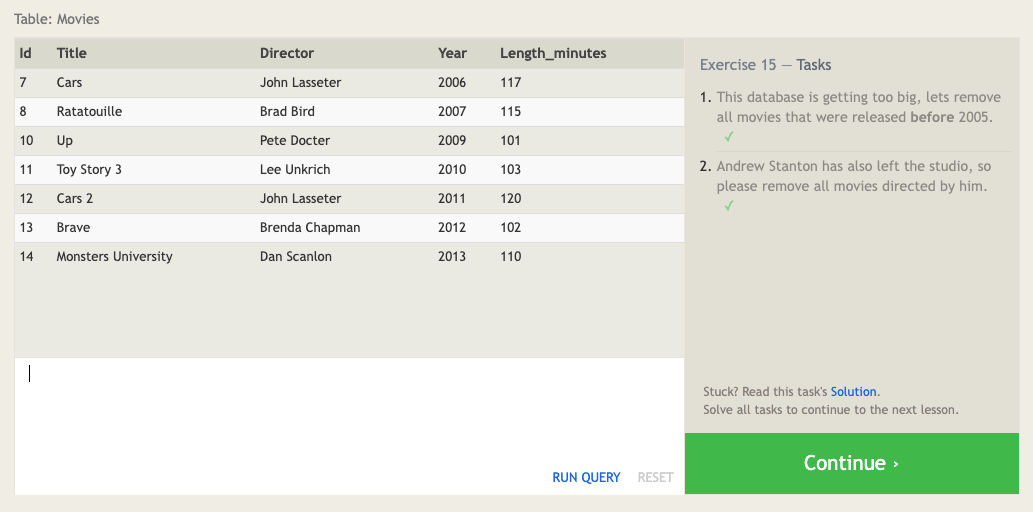 Table: Movies
Id Title Director Year Length_minutes
7 Cars John Lasseter 2006 117
8 Ratatouille Brad Bird 2007 115
10 Up Pete Docter 2009 101
11 Toy Story 3 Lee Unkrich 2010 103
12 Cars 2 John Lasseter 2011 120
13 Brave Brenda Chapman 2012 102
14 Monsters University Dan Scanlon 2013 110
RUN QUERY RESET
Exercise 15 — Tasks
1. This database is getting too big, lets remove
all movies that were released before 2005.
✓
2. Andrew Stanton has also left the studio, so
please remove all movies directed by him.
✓
Stuck? Read this task's Solution.
Solve all tasks to continue to the next lesson.
Continue ›